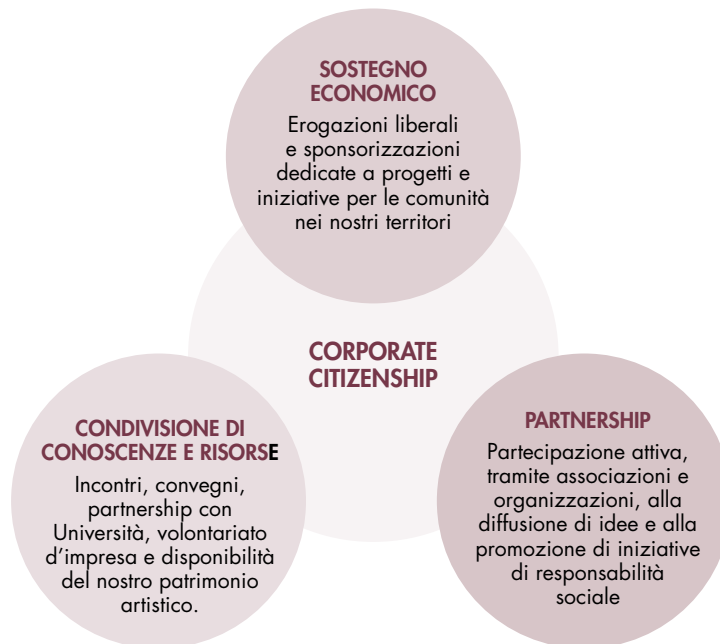 SOSTEGNO
ECONOMICO
Erogazioni liberali
e sponsorizzazioni
dedicate a progetti e
iniziative per le comunità
nei nostri territori
CORPORATE
CITIZENSHIP
CONDIVISIONE DI
CONOSCENZE E RISORSE
Incontri, convegni,
partnership con
Università, volontariato
d’impresa e disponibilità
del nostro patrimonio
artistico.
PARTNERSHIP
Partecipazione attiva,
tramite associazioni e
organizzazioni, alla
diffusione di idee e alla
promozione di iniziative
di responsabilità
sociale